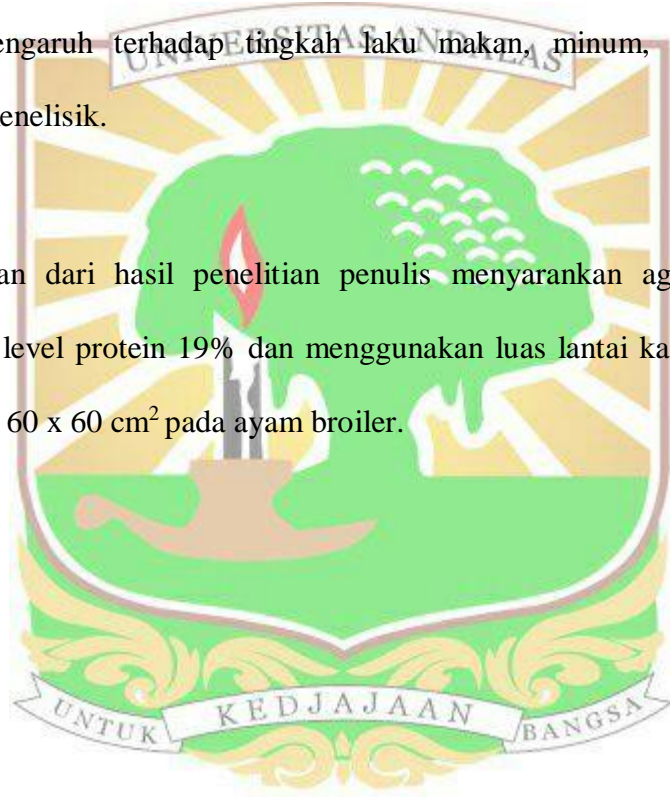 engaruh terhadap tingkah laku makan, minum,
UNIVERSITAS ANDALAS
enelisik.
an dari hasil penelitian penulis menyarankan ag
level protein 19% dan menggunakan luas lantai ka
60 x 60 cm² pada ayam broiler.
UNTUK KEDJAJAAN BANGSA